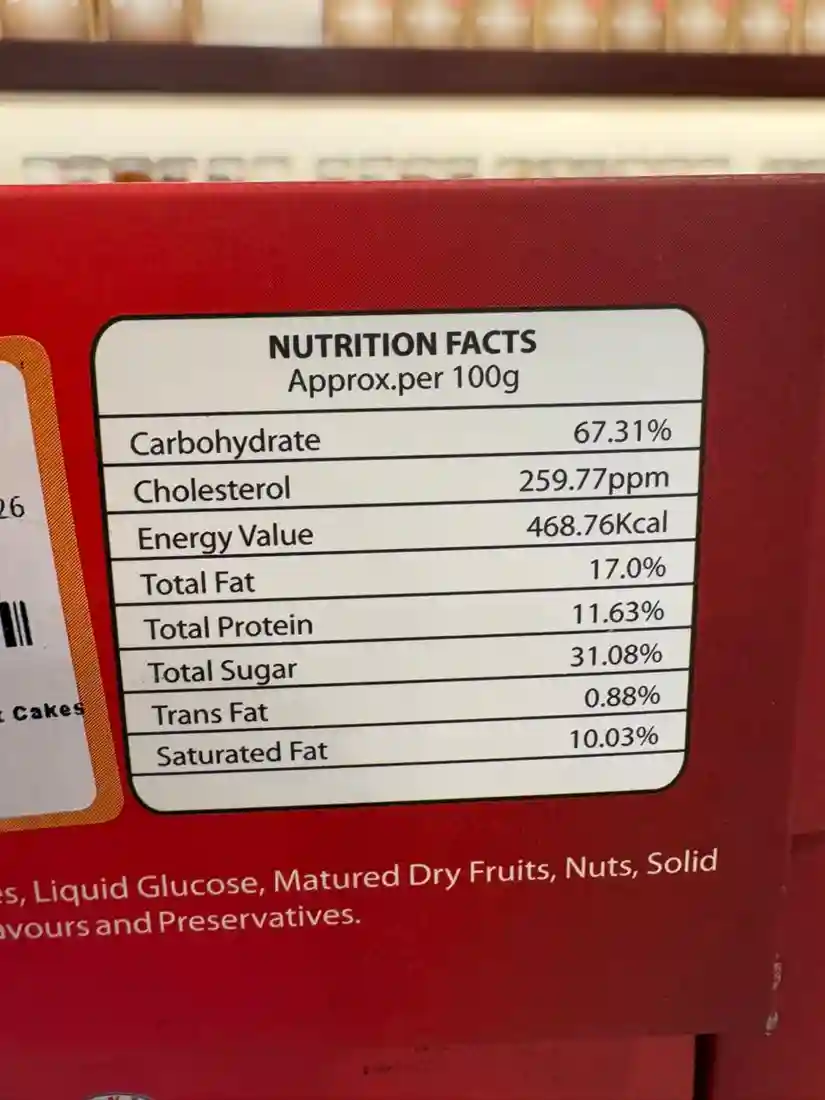 NUTRITION FACTS
Approx.per 100g
Carbohydrate 67.31%
Cholesterol 259.77ppm
Energy Value 468.76Kcal
Total Fat 17.0%
Total Protein 11.63%
Total Sugar 31.08%
Trans Fat 0.88%
Saturated Fat 10.03%
26
Cakes
Liquid Glucose, Matured Dry Fruits, Nuts, Solid
and Preservatives.